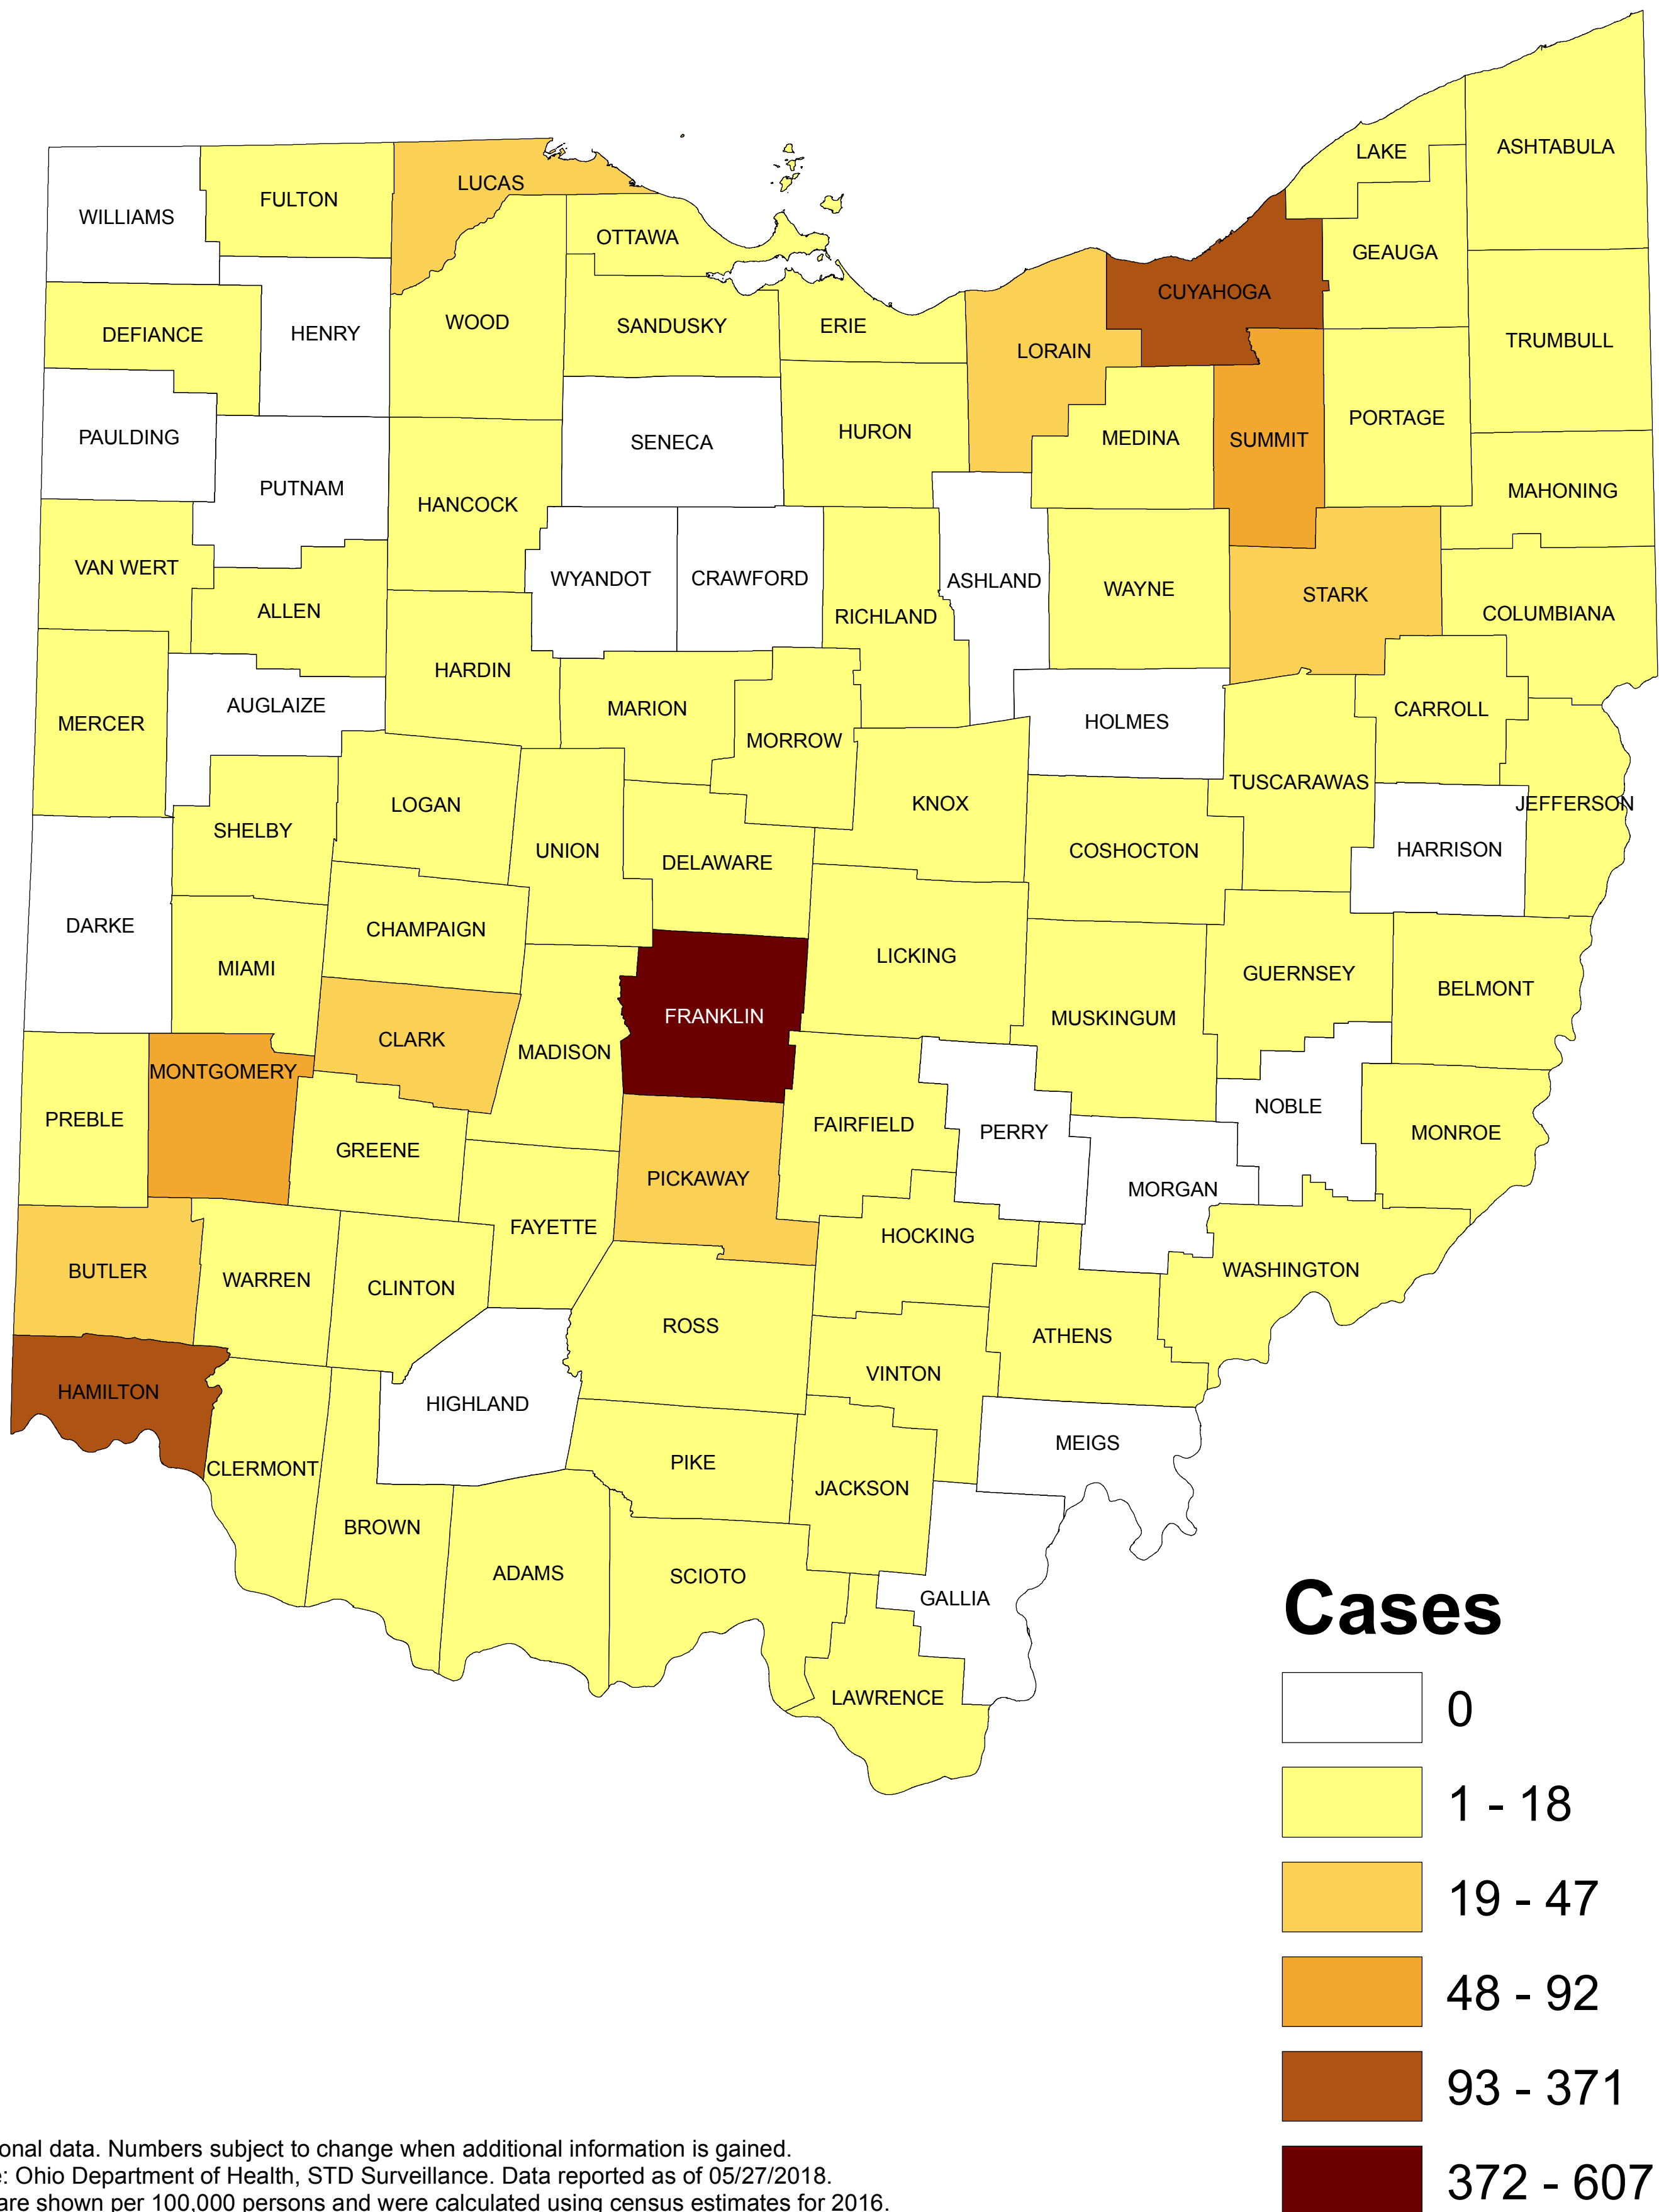 ASHTABULA
LAKE
LUCAS
FULTON
WILLIAMS
OTTAWA
GEAUGA
CUYAHOGA
WOOD
SANDUSKY
ERIE
HENRY
DEFIANCE
TRUMBULL
LORAIN
PORTAGE
HURON
MEDINA
SUMMIT
PAULDING
SENECA
PUTNAM
MAHONING
HANCOCK
VAN WERT
WYANDOT
CRAWFORD
ASHLAND
WAYNE
STARK
ALLEN
RICHLAND
COLUMBIANA
HARDIN
AUGLAIZE
MARION
CARROLL
MERCER
HOLMES
MORROW
TUSCARAWAS
LOGAN
KNOX
JEFFERSON
SHELBY
UNION
COSHOCTON
HARRISON
DELAWARE
DARKE
CHAMPAIGN
LICKING
MIAMI
GUERNSEY
BELMONT
FRANKLIN
MUSKINGUM
CLARK
MADISON
MONTGOMERY
NOBLE
PREBLE
FAIRFIELD
PERRY
MONROE
GREENE
PICKAWAY
MORGAN
FAYETTE
HOCKING
BUTLER
WARREN
CLINTON
WASHINGTON
ROSS
ATHENS
VINTON
HAMILTON
HIGHLAND
MEIGS
CLERMONT
PIKE
JACKSON
BROWN
ADAMS
SCIOTO
GALLIA
LAWRENCE
Cases
0
1 - 18
19 - 47
48 - 92
93 - 371
372 - 607
onal data. Numbers subject to change when additional information is gained.
e: Ohio Department of Health, STD Surveillance. Data reported as of 05/27/2018.
are shown per 100,000 persons and were calculated using census estimates for 2016.